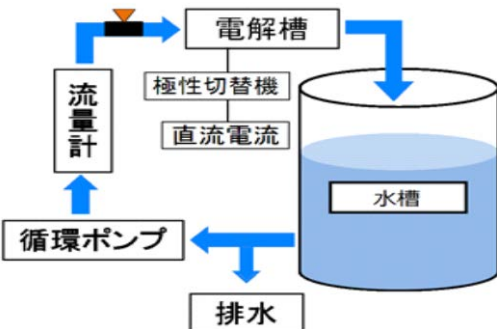 電解槽
極性切替機
直流電流
流量計
水槽
循環ポンプ
排水